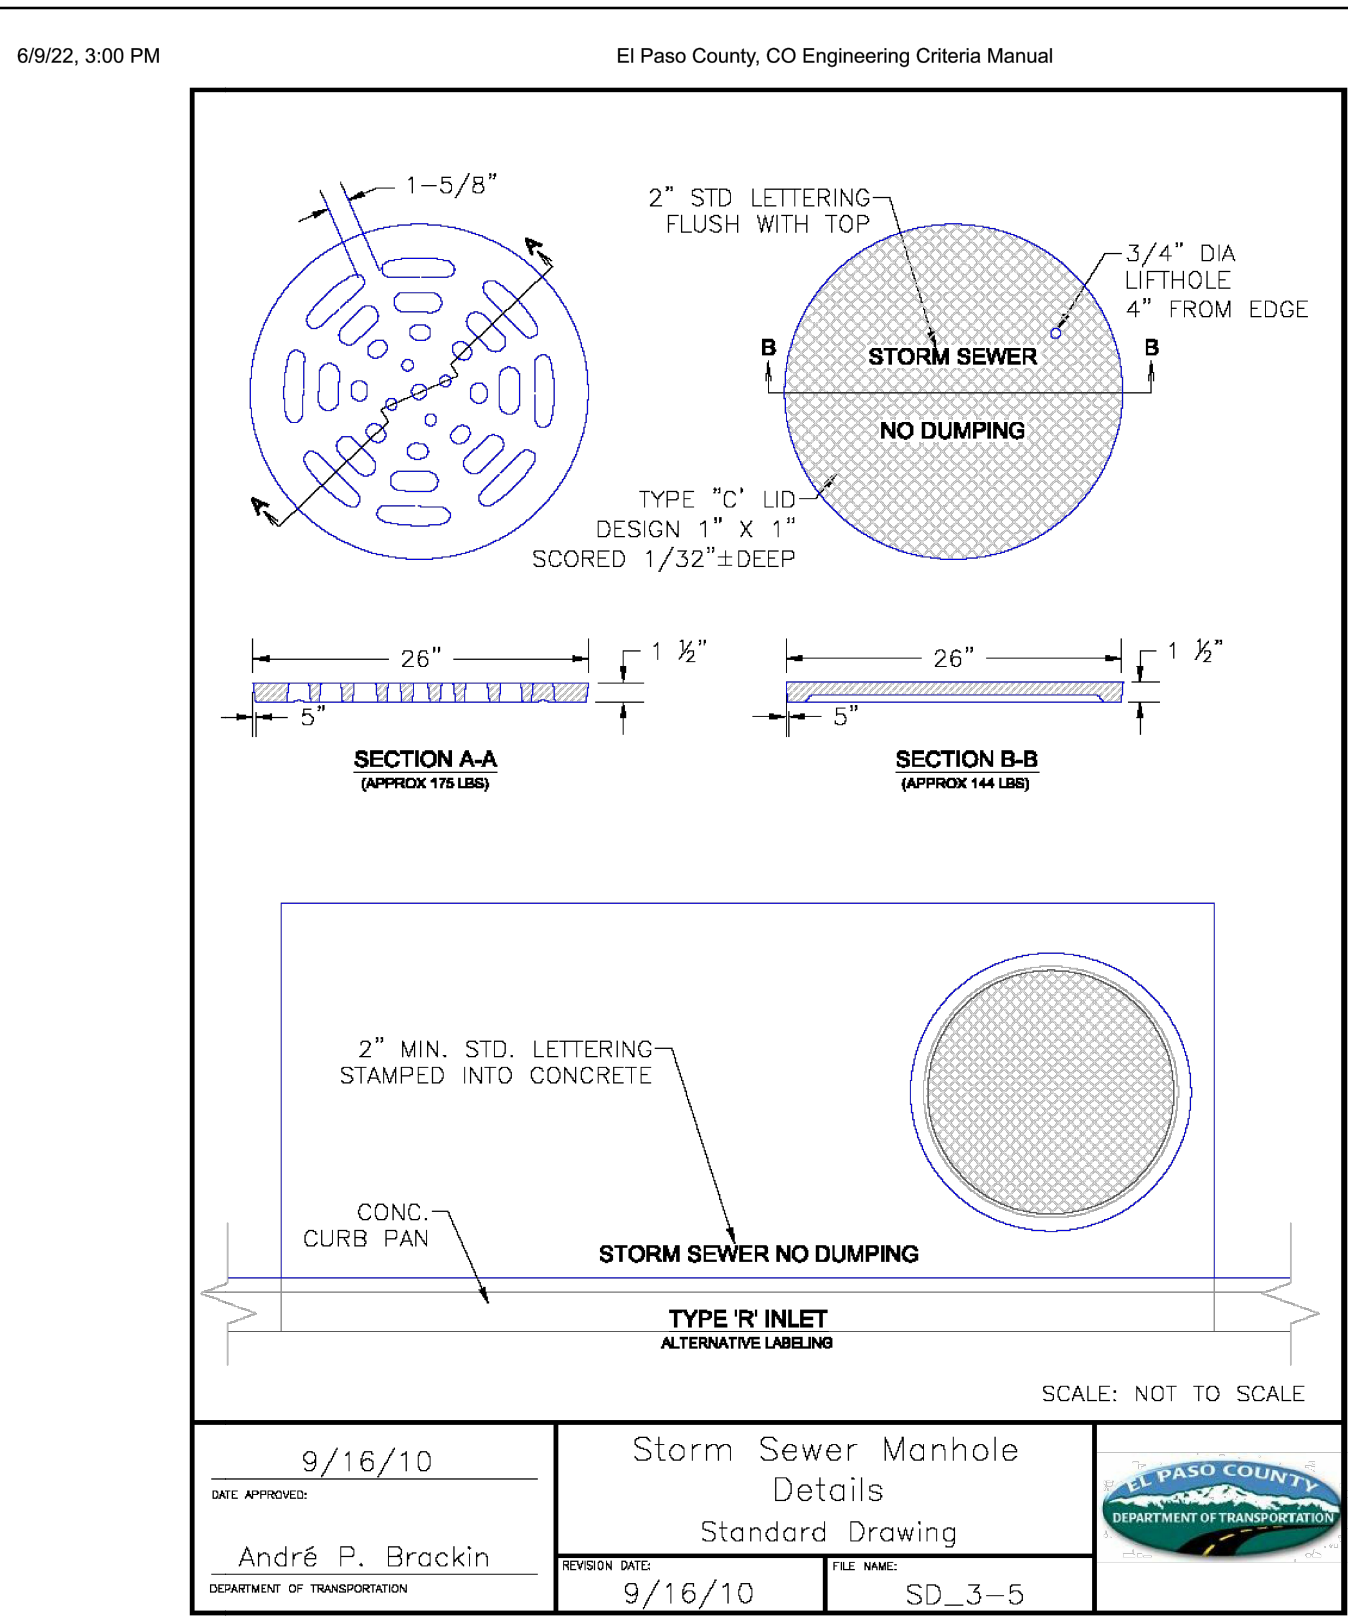 6/9/22, 3:00 PM
El Paso County, CO Engineering Criteria Manual
1-5/8"
A
A
2" STD LETTERING
FLUSH WITH TOP
3/4" DIA
LIFTHOLE
4" FROM EDGE
B
B
STORM SEWER
NO DUMPING
TYPE "C' LID
DESIGN 1" X 1"
SCORED 1/32"±DEEP
26"
1 ½"
5"
SECTION A-A
(APPROX 175 LBS)
26"
1 ½"
5"
SECTION B-B
(APPROX 144 LBS)
2" MIN. STD. LETTERING
STAMPED INTO CONCRETE
CONC.
CURB PAN
STORM SEWER NO DUMPING
TYPE 'R' INLET
ALTERNATIVE LABELING
SCALE: NOT TO SCALE
9/16/10
DATE APPROVED:
André P. Brackin
DEPARTMENT OF TRANSPORTATION
Storm Sewer Manhole
Details
Standard Drawing
REVISION DATE:
9/16/10
FILE NAME:
SD_3-5
EL PASO COUNTY
DEPARTMENT OF TRANSPORTATION